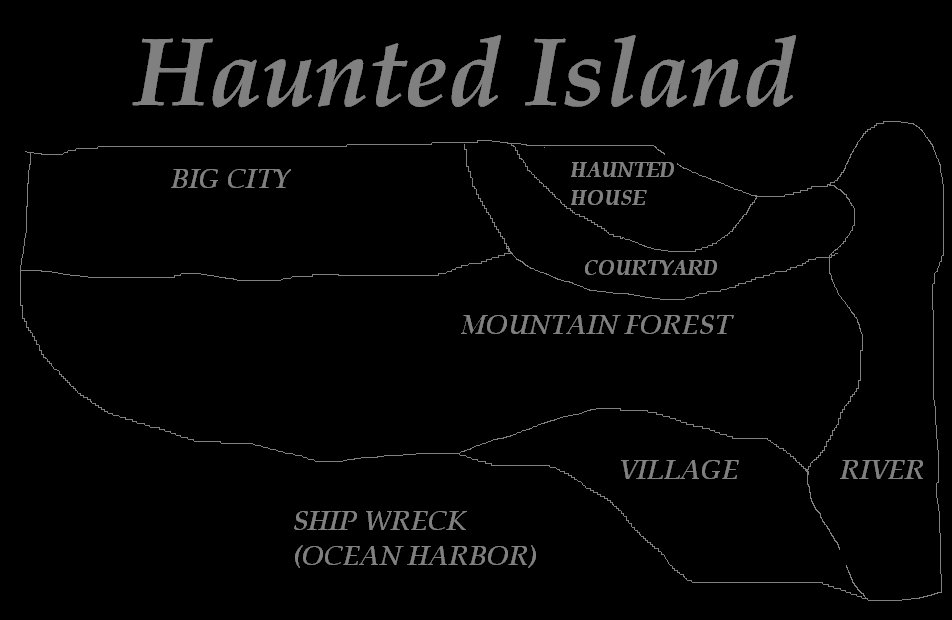 Haunted Island
BIG CITY
HAUNTED
HOUSE
COURTYARD
MOUNTAIN FOREST
VILLAGE
RIVER
SHIP WRECK
(OCEAN HARBOR)